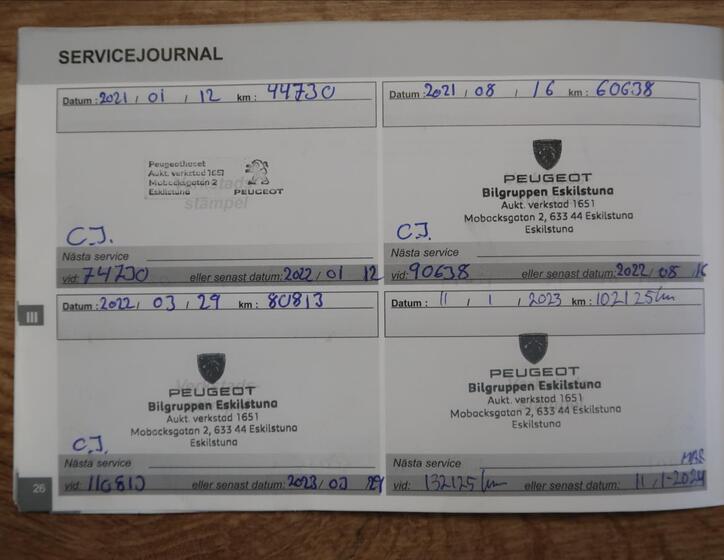 SERVICEJOURNAL
Datum : 2021 / 01 / 12 km : 44730
Peugeothuset
Aukt. verkstad 1651
Mobacksgatan 2
Eskilstuna
PEUGEOT
stämpel
C.J.
Nästa service
vid: 74730 eller senast datum: 2022 / 01 / 12
Datum : 2021 / 08 / 16 km : 60638
PEUGEOT
Bilgruppen Eskilstuna
Aukt. verkstad 1651
Mobacksgatan 2, 633 44 Eskilstuna
Eskilstuna
C.J.
Nästa service
vid: 90638 eller senast datum: 2022 / 08 / 16
III
Datum : 2022 / 03 / 29 km : 80813
PEUGEOT
Bilgruppen Eskilstuna
Aukt. verkstad 1651
Mobacksgatan 2, 633 44 Eskilstuna
Eskilstuna
C.J.
Nästa service
vid: 110813 eller senast datum: 2023 / 03 / 29
Datum : 11 / 1 / 2023 km : 102125 km
PEUGEOT
Bilgruppen Eskilstuna
Aukt. verkstad 1651
Mobacksgatan 2, 633 44 Eskilstuna
Eskilstuna
Nästa service
vid: 132125 km eller senast datum: 11 / 1-2024
26